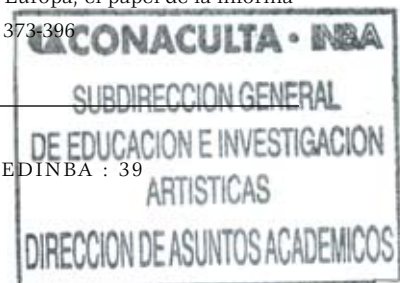 Europa, el papel de la informa
373-396
CONACULTA • INBA
SUBDIRECCION GENERAL
DE EDUCACION E INVESTIGACION
EDINBA : 39
ARTISTICAS
DIRECCION DE ASUNTOS ACADEMICOS